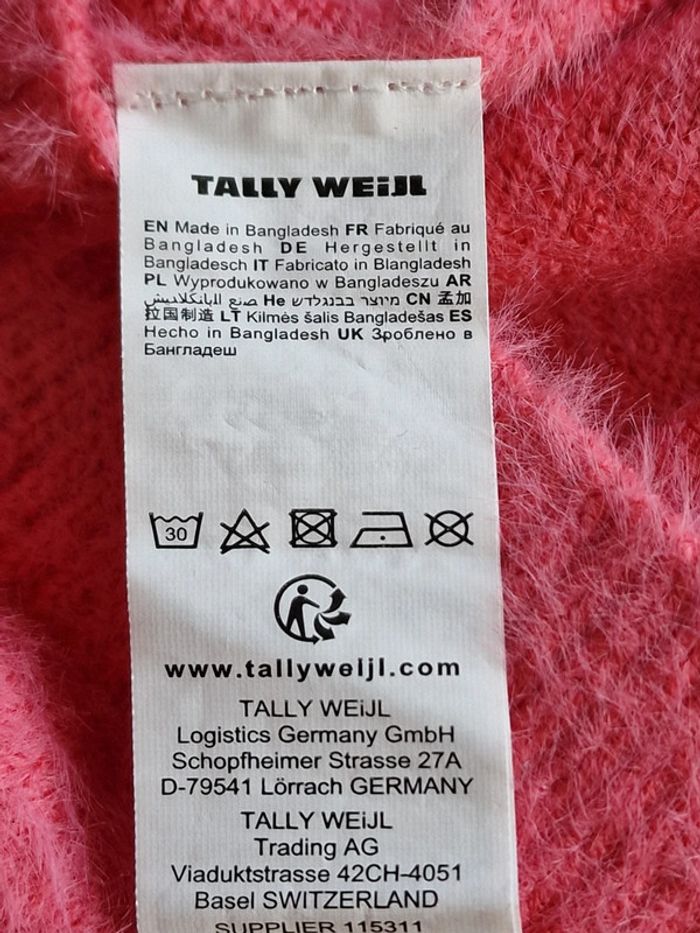 TALLY WEiJL
EN Made in Bangladesh FR Fabriqué au
Bangladesh DE Hergestellt in
Bangladesch IT Fabricato in Blangladesh
PL Wyprodukowano w Bangladeszu AR
صنع البانكلاديش He מיוצר בבנגלדש CN 孟加
拉国制造 LT Kilmės šalis Bangladešas ES
Hecho in Bangladesh UK Зроблено в
Бангладеш
30
www.tallyweijl.com
TALLY WEiJL
Logistics Germany GmbH
Schopfheimer Strasse 27A
D-79541 Lörrach GERMANY
TALLY WEiJL
Trading AG
Viaduktstrasse 42CH-4051
Basel SWITZERLAND
SUPPLIER 115311